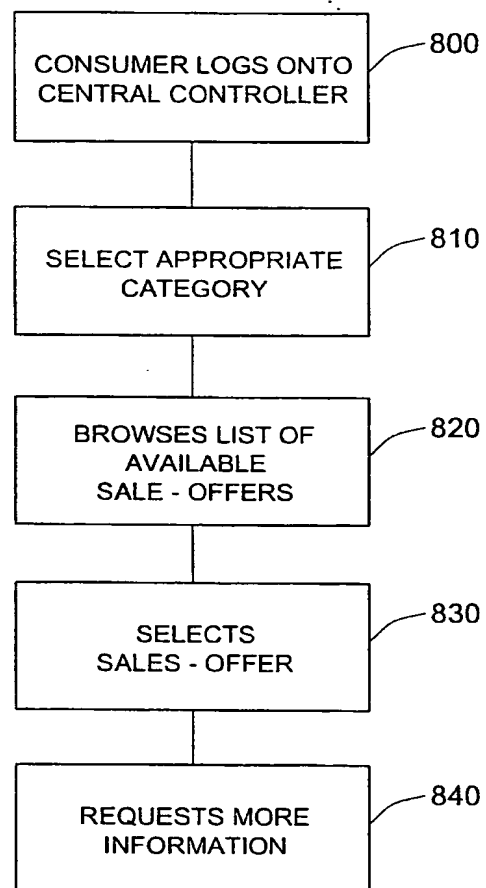 CONSUMER LOGS ONTO
CENTRAL CONTROLLER
800
SELECT APPROPRIATE
CATEGORY
810
BROWSES LIST OF
AVAILABLE
SALE - OFFERS
820
SELECTS
SALES - OFFER
830
REQUESTS MORE
INFORMATION
840